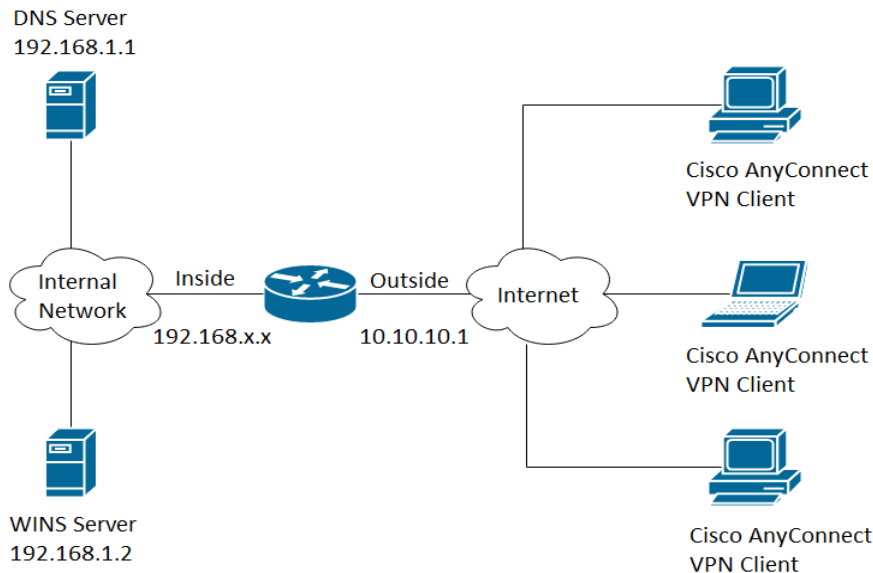 DNS Server
192.168.1.1
Cisco AnyConnect
VPN Client
Internal
Network
Inside
192.168.x.x
Outside
10.10.10.1
Internet
Cisco AnyConnect
VPN Client
WINS Server
192.168.1.2
Cisco AnyConnect
VPN Client